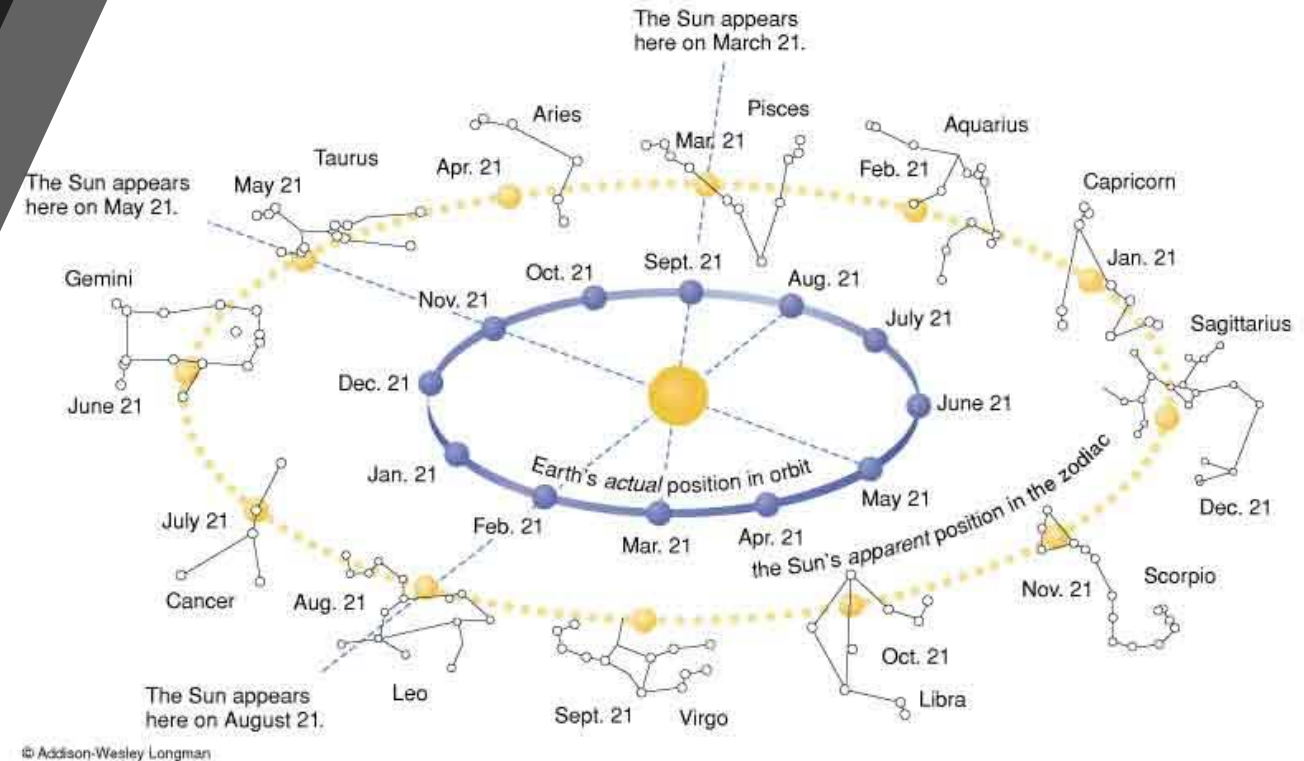 The Sun appears
here on March 21.
Aries
Pisces
Mar. 21
Aquarius
Taurus
Apr. 21
Feb. 21
The Sun appears
here on May 21.
May 21
Capricorn
Jan. 21
Gemini
Oct. 21
Sept. 21
Aug. 21
Nov. 21
July 21
Sagittarius
Dec. 21
June 21
June 21
Jan. 21
Earth's actual position in orbit
May 21
the Sun's apparent position in the zodiac
Dec. 21
July 21
Feb. 21
Mar. 21
Apr. 21
Cancer
Aug. 21
Nov. 21
Scorpio
Oct. 21
Leo
Libra
Sept. 21
Virgo
The Sun appears
here on August 21.
© Addison-Wesley Longman